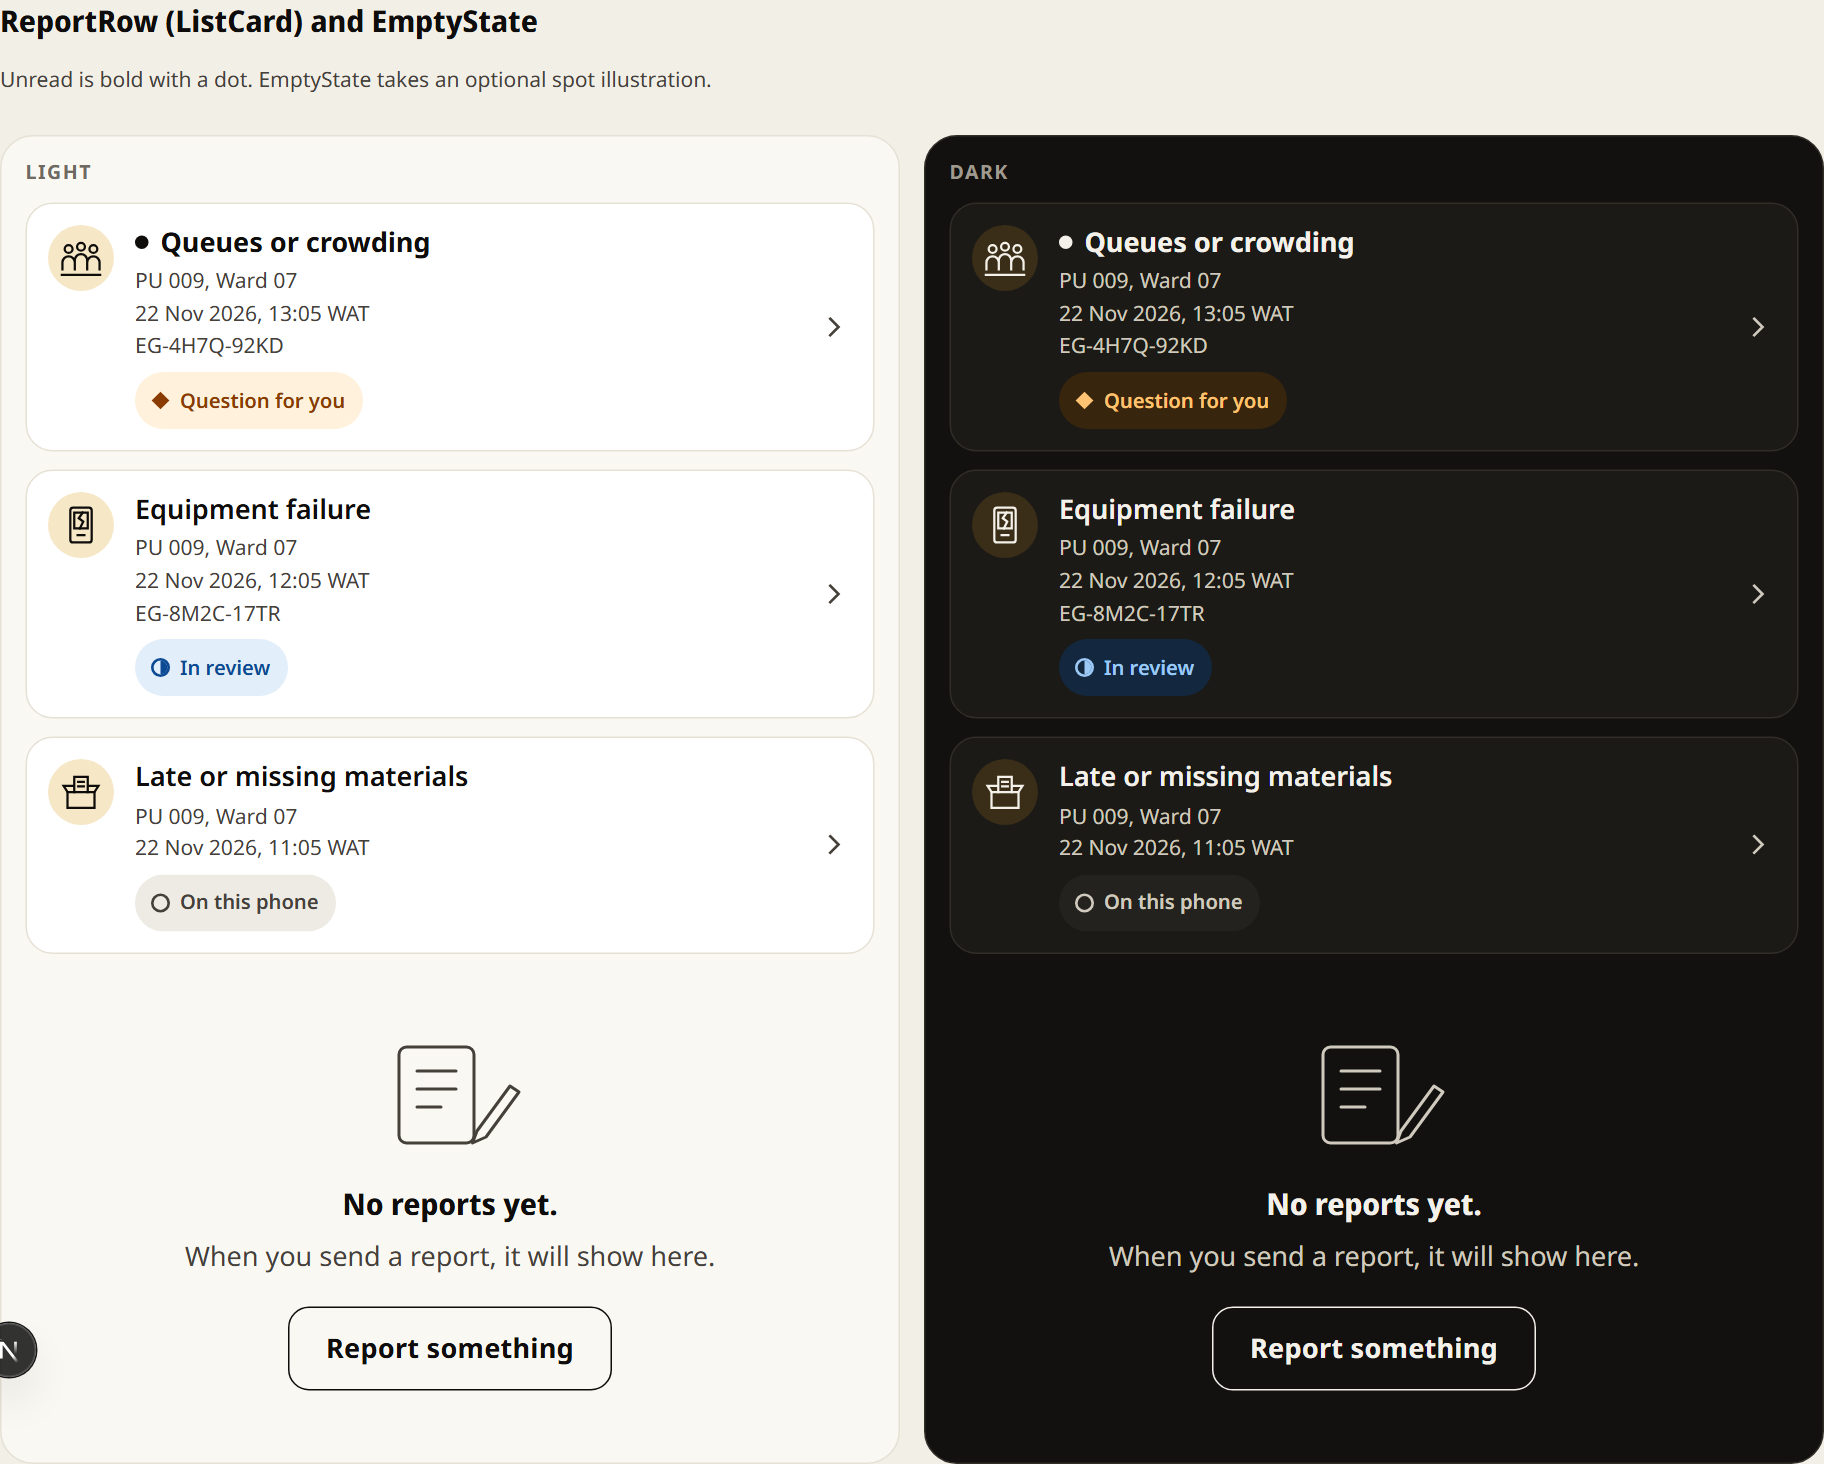 ReportRow (ListCard) and EmptyState
Unread is bold with a dot. EmptyState takes an optional spot illustration.
LIGHT
Queues or crowding
PU 009, Ward 07
22 Nov 2026, 13:05 WAT
EG-4H7Q-92KD
Question for you
Equipment failure
PU 009, Ward 07
22 Nov 2026, 12:05 WAT
EG-8M2C-17TR
In review
Late or missing materials
PU 009, Ward 07
22 Nov 2026, 11:05 WAT
On this phone
No reports yet.
When you send a report, it will show here.
Report something
N
DARK
Queues or crowding
PU 009, Ward 07
22 Nov 2026, 13:05 WAT
EG-4H7Q-92KD
Question for you
Equipment failure
PU 009, Ward 07
22 Nov 2026, 12:05 WAT
EG-8M2C-17TR
In review
Late or missing materials
PU 009, Ward 07
22 Nov 2026, 11:05 WAT
On this phone
No reports yet.
When you send a report, it will show here.
Report something